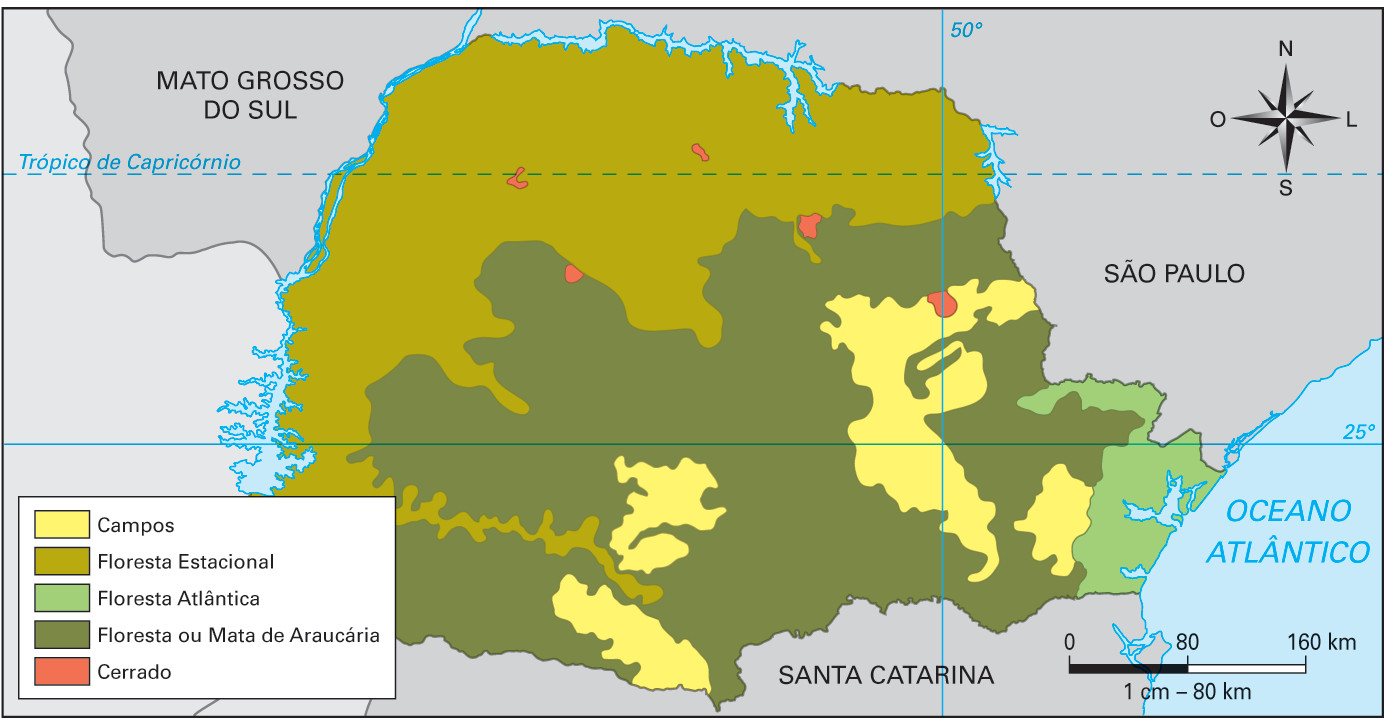 MATO GROSSO
DO SUL
50°
N
O
L
S
Trópico de Capricórnio
SÃO PAULO
25°
OCEANO
ATLÂNTICO
Campos
Floresta Estacional
Floresta Atlântica
Floresta ou Mata de Araucária
Cerrado
SANTA CATARINA
0 80 160 km
1 cm – 80 km